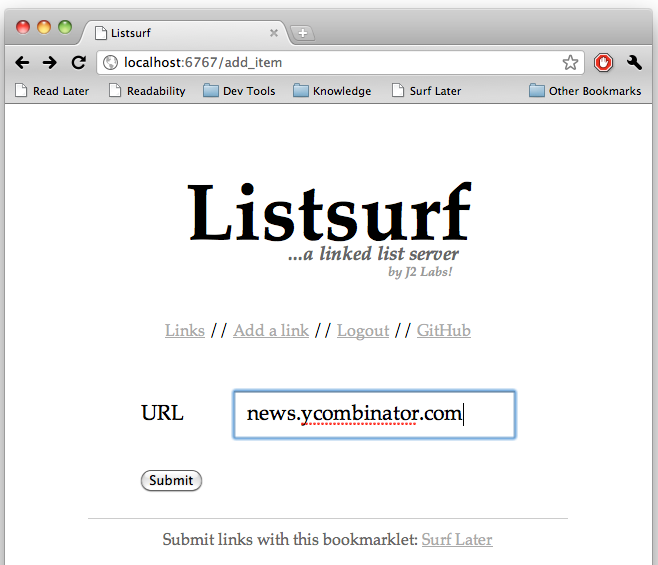 Listsurf
localhost:6767/add_item
Read Later Readability Dev Tools Knowledge Surf Later Other Bookmarks
Listsurf
...a linked list server
by J2 Labs!
Links // Add a link // Logout // GitHub
URL news.ycombinator.com
Submit
Submit links with this bookmarklet: Surf Later